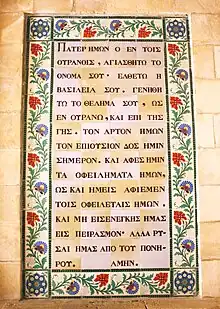 ΠΑΤΕΡ ΗΜΩΝ Ο ΕΝ ΤΟΙΣ
ΟΥΡΑΝΟΙΣ, ΑΓΙΑΣΘΗΤΟ ΤΟ
ΟΝΟΜΑ ΣΟΥ· ΕΛΘΕΤΩ Η
ΒΑΣΙΛΕΙΑ ΣΟΥ. ΓΕΝΗΘΗ
ΤΩ ΤΟ ΘΕΛΗΜΑ ΣΟΥ, ΩΣ
ΕΝ ΟΥΡΑΝΩ, ΚΑΙ ΕΠΙ ΤΗΣ
ΓΗΣ. ΤΟΝ ΑΡΤΟΝ ΗΜΩΝ
ΤΟΝ ΕΠΙΟΥΣΙΟΝ ΔΟΣ ΗΜΙΝ
ΣΗΜΕΡΟΝ. ΚΑΙ ΑΦΕΣ ΗΜΙΝ
ΤΑ ΟΦΕΙΛΗΜΑΤΑ ΗΜΩΝ,
ΩΣ ΚΑΙ ΗΜΕΙΣ ΑΦΙΕΜΕΝ
ΤΟΙΣ ΟΦΕΙΛΕΤΑΙΣ ΗΜΩΝ.
ΚΑΙ ΜΗ ΕΙΣΕΝΕΓΚΗΣ ΗΜΑΣ
ΕΙΣ ΠΕΙΡΑΣΜΟΝ· ΑΛΛΑ ΡΥ-
ΣΑΙ ΗΜΑΣ ΑΠΟ ΤΟΥ ΠΟΝΗ-
ΡΟΥ. ΑΜΗΝ.